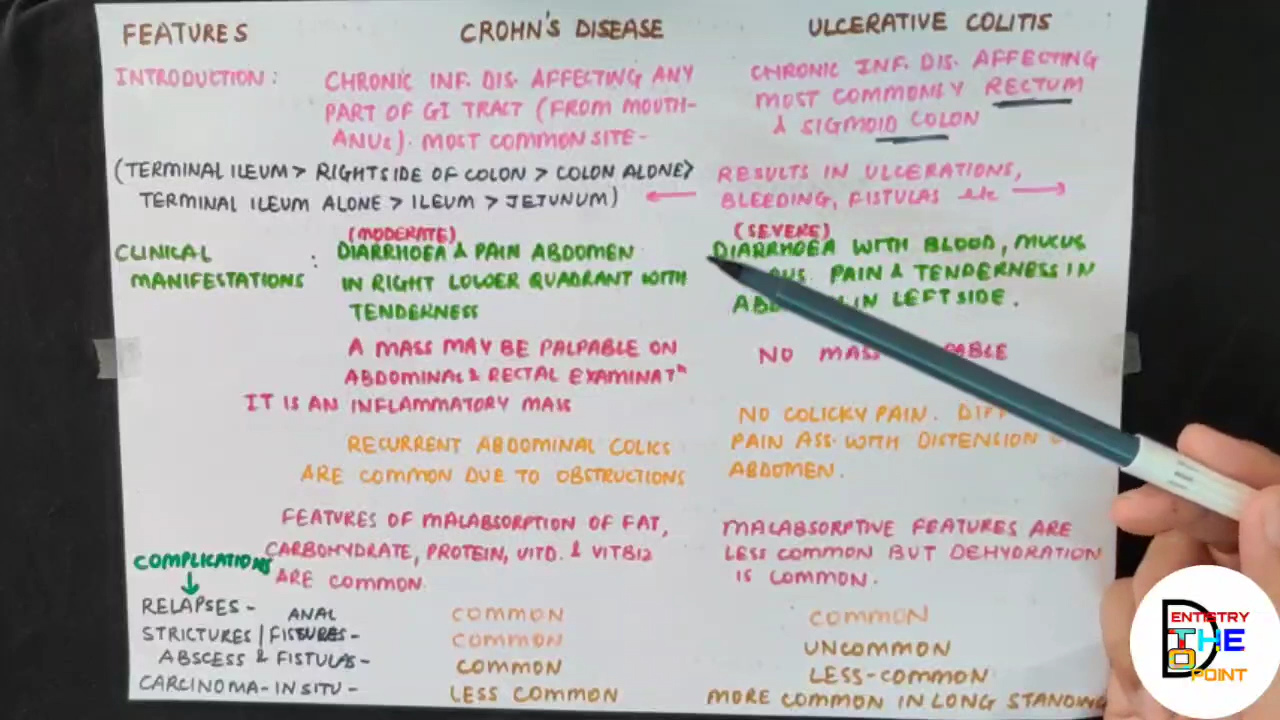 FEATURES CROHN'S DISEASE ULCERATIVE COLITIS
INTRODUCTION: CHRONIC INF. DIS. AFFECTING ANY
PART OF GI TRACT (FROM MOUTH-
ANUS). MOST COMMON SITE-
(TERMINAL ILEUM > RIGHT SIDE OF COLON > COLON ALONE>
TERMINAL ILEUM ALONE > ILEUM > JEJUNUM) ←
CHRONIC INF. DIS. AFFECTING
MOST COMMONLY RECTUM
& SIGMOID COLON
RESULTS IN ULCERATIONS,
BLEEDING, FISTULAS etc →
CLINICAL
MANIFESTATIONS :
(MODERATE)
DIARRHOEA & PAIN ABDOMEN
IN RIGHT LOWER QUADRANT WITH
TENDERNESS
(SEVERE)
DIARRHOEA WITH BLOOD, MUCUS
PAIN & TENDERNESS IN
IN LEFT SIDE.
A MASS MAY BE PALPABLE ON
ABDOMINAL & RECTAL EXAMINATⁿ
IT IS AN INFLAMMATORY MASS
NO MASS
RECURRENT ABDOMINAL COLICS
ARE COMMON DUE TO OBSTRUCTIONS
NO COLICKY PAIN.
PAIN ASS. WITH DISTENSION
ABDOMEN.
FEATURES OF MALABSORPTION OF FAT,
CARBOHYDRATE, PROTEIN, VIT D. & VIT B12
ARE COMMON.
MALABSORPTIVE FEATURES ARE
LESS COMMON BUT DEHYDRATION
IS COMMON.
COMPLICATIONS
↓
RELAPSES - COMMON COMMON
STRICTURES / ANAL FISSURES- COMMON UNCOMMON
ABSCESS & FISTULAS - COMMON LESS-COMMON
CARCINOMA-IN SITU - LESS COMMON MORE COMMON IN LONG STANDING
DENTISTRY
THE
TO
POINT